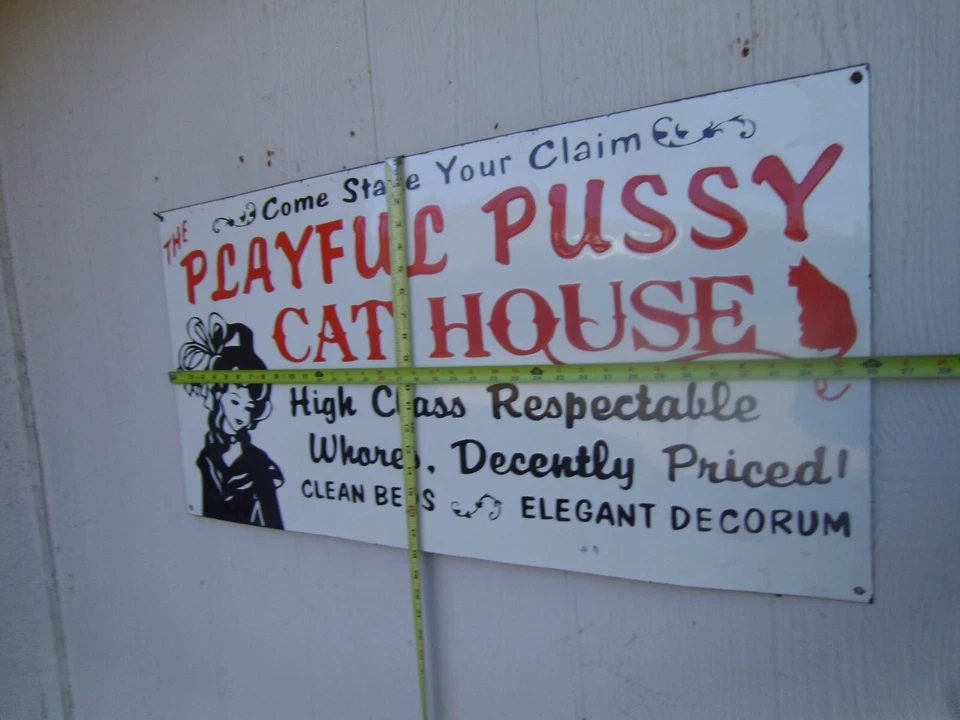 Come Stake Your Claim
THE
PLAYFUL PUSSY
CAT HOUSE
High Class Respectable
Whores, Decently Priced!
CLEAN BEDS ELEGANT DECORUM